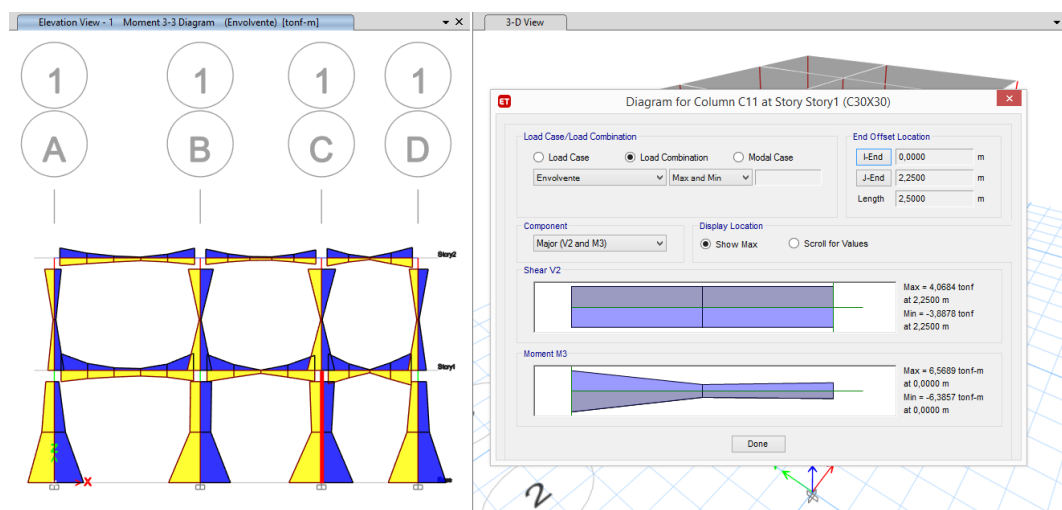 Elevation View - 1 Moment 3-3 Diagram (Envolvente) [tonf-m]
1 1 1 1
A B C D
Story2
Story1
X
3-D View
ET Diagram for Column C11 at Story Story1 (C30X30)
Load Case/Load Combination
Load Case Load Combination Modal Case
Envolvente Max and Min
End Offset Location
I-End 0,0000 m
J-End 2,2500 m
Length 2,5000 m
Component
Major (V2 and M3)
Display Location
Show Max Scroll for Values
Shear V2
Max = 4,0684 tonf
at 2,2500 m
Min = -3,8878 tonf
at 2,2500 m
Moment M3
Max = 6,5689 tonf-m
at 0,0000 m
Min = -6,3857 tonf-m
at 0,0000 m
Done
2